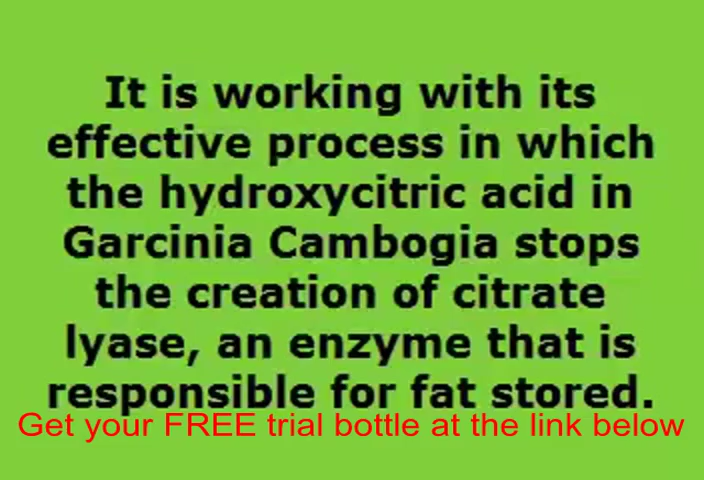 It is working with its
effective process in which
the hydroxycitric acid in
Garcinia Cambogia stops
the creation of citrate
lyase, an enzyme that is
responsible for fat stored.
Get your FREE trial bottle at the link below